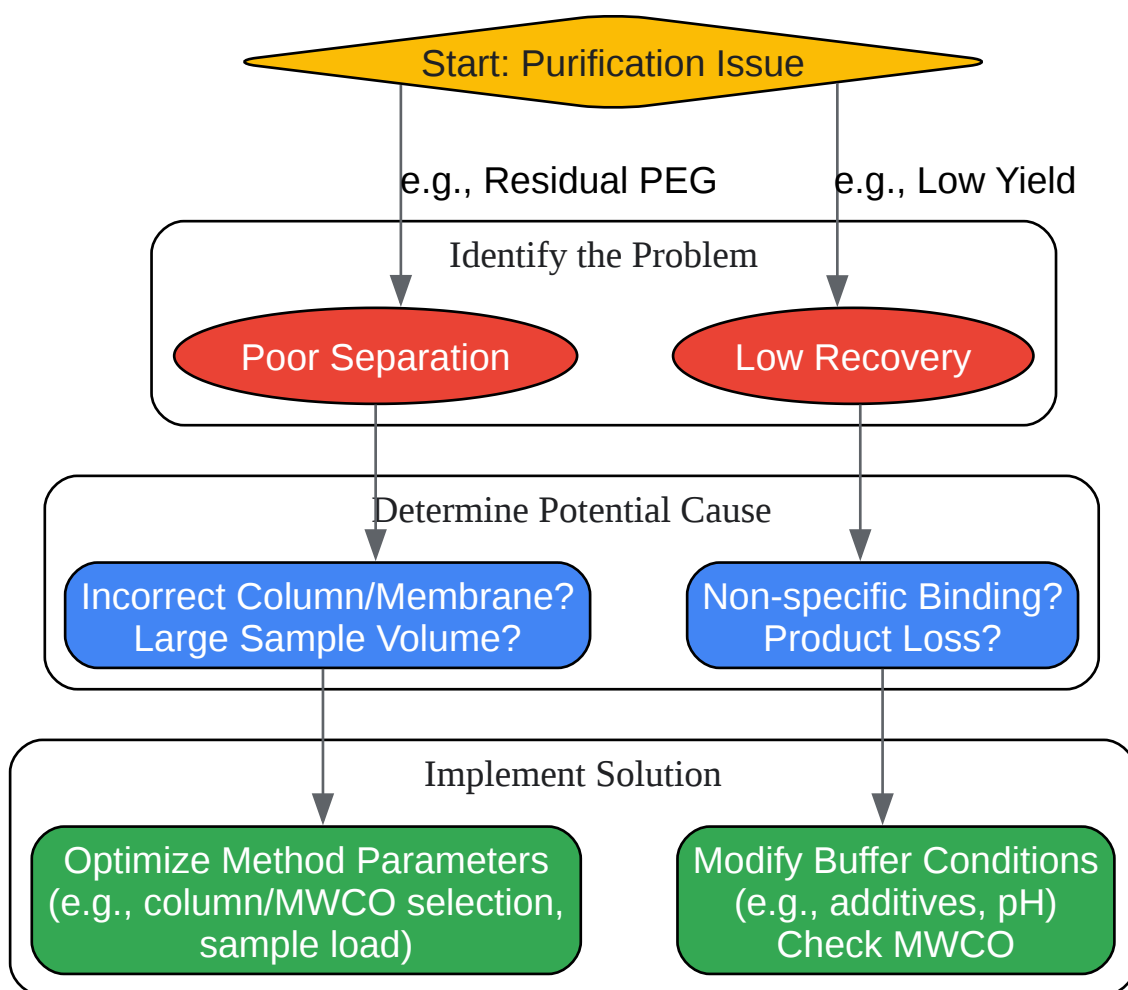 Start: Purification Issue
e.g., Residual PEG
e.g., Low Yield
Identify the Problem
Poor Separation
Low Recovery
Determine Potential Cause
Incorrect Column/Membrane?
Large Sample Volume?
Non-specific Binding?
Product Loss?
Implement Solution
Optimize Method Parameters
(e.g., column/MWCO selection,
sample load)
Modify Buffer Conditions
(e.g., additives, pH)
Check MWCO